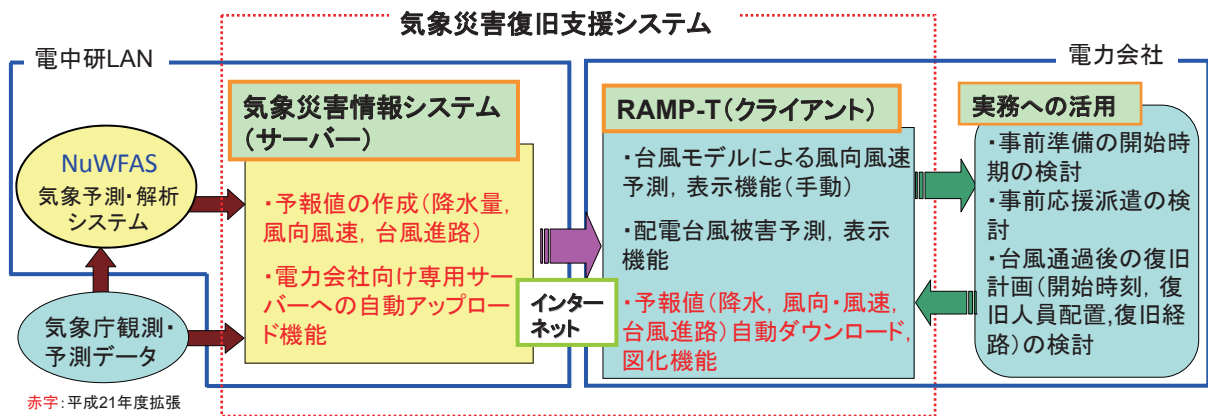 気象災害復旧支援システム
電中研LAN
電力会社
気象災害情報システム
（サーバー）
RAMP-T（クライアント）
実務への活用
NuWFAS
気象予測・解析
システム
・予報値の作成（降水量，
風向風速，台風進路）
・電力会社向け専用サー
バーへの自動アップロー
ド機能
気象庁観測・
予測データ
インター
ネット
・台風モデルによる風向風速
予測，表示機能（手動）
・配電台風被害予測，表示
機能
・予報値（降水，風向・風速，
台風進路）自動ダウンロード，
図化機能
・事前準備の開始時
期の検討
・事前応援派遣の検
討
・台風通過後の復旧
計画（開始時刻，復
旧人員配置，復旧経
路）の検討
赤字：平成21年度拡張